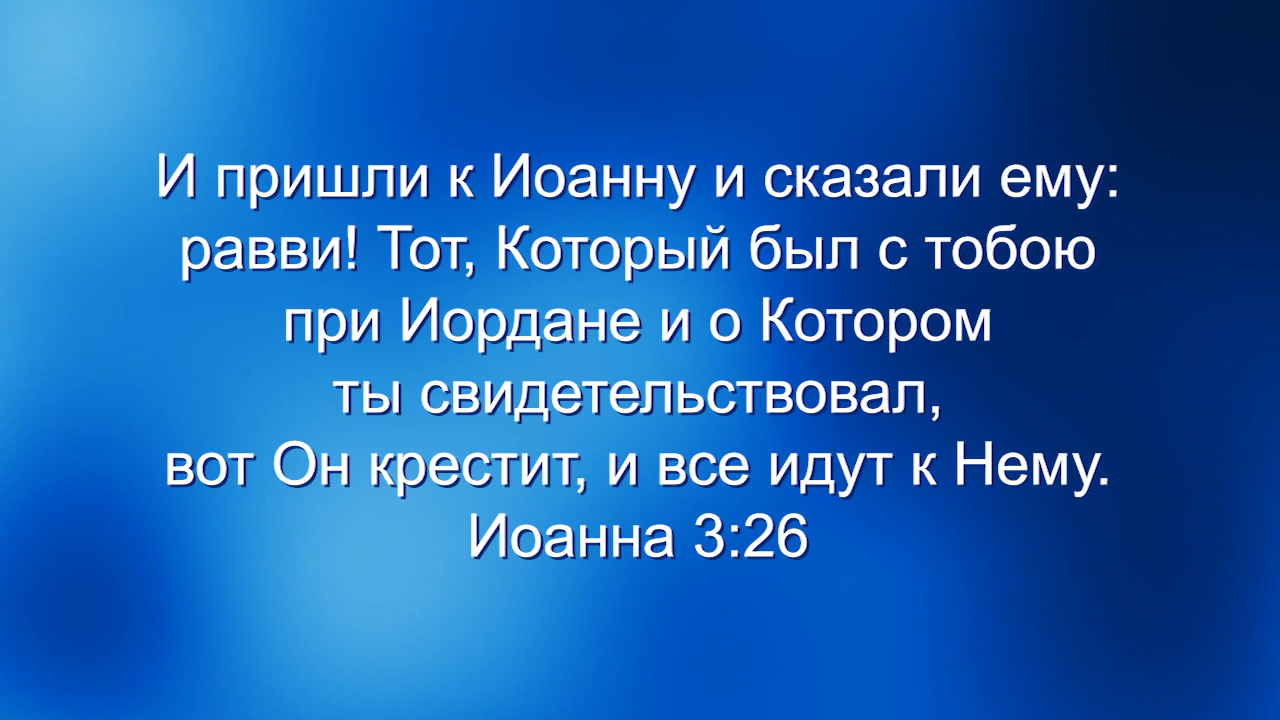 И пришли к Иоанну и сказали ему:
равви! Тот, Который был с тобою
при Иордане и о Котором
ты свидетельствовал,
вот Он крестит, и все идут к Нему.
Иоанна 3:26